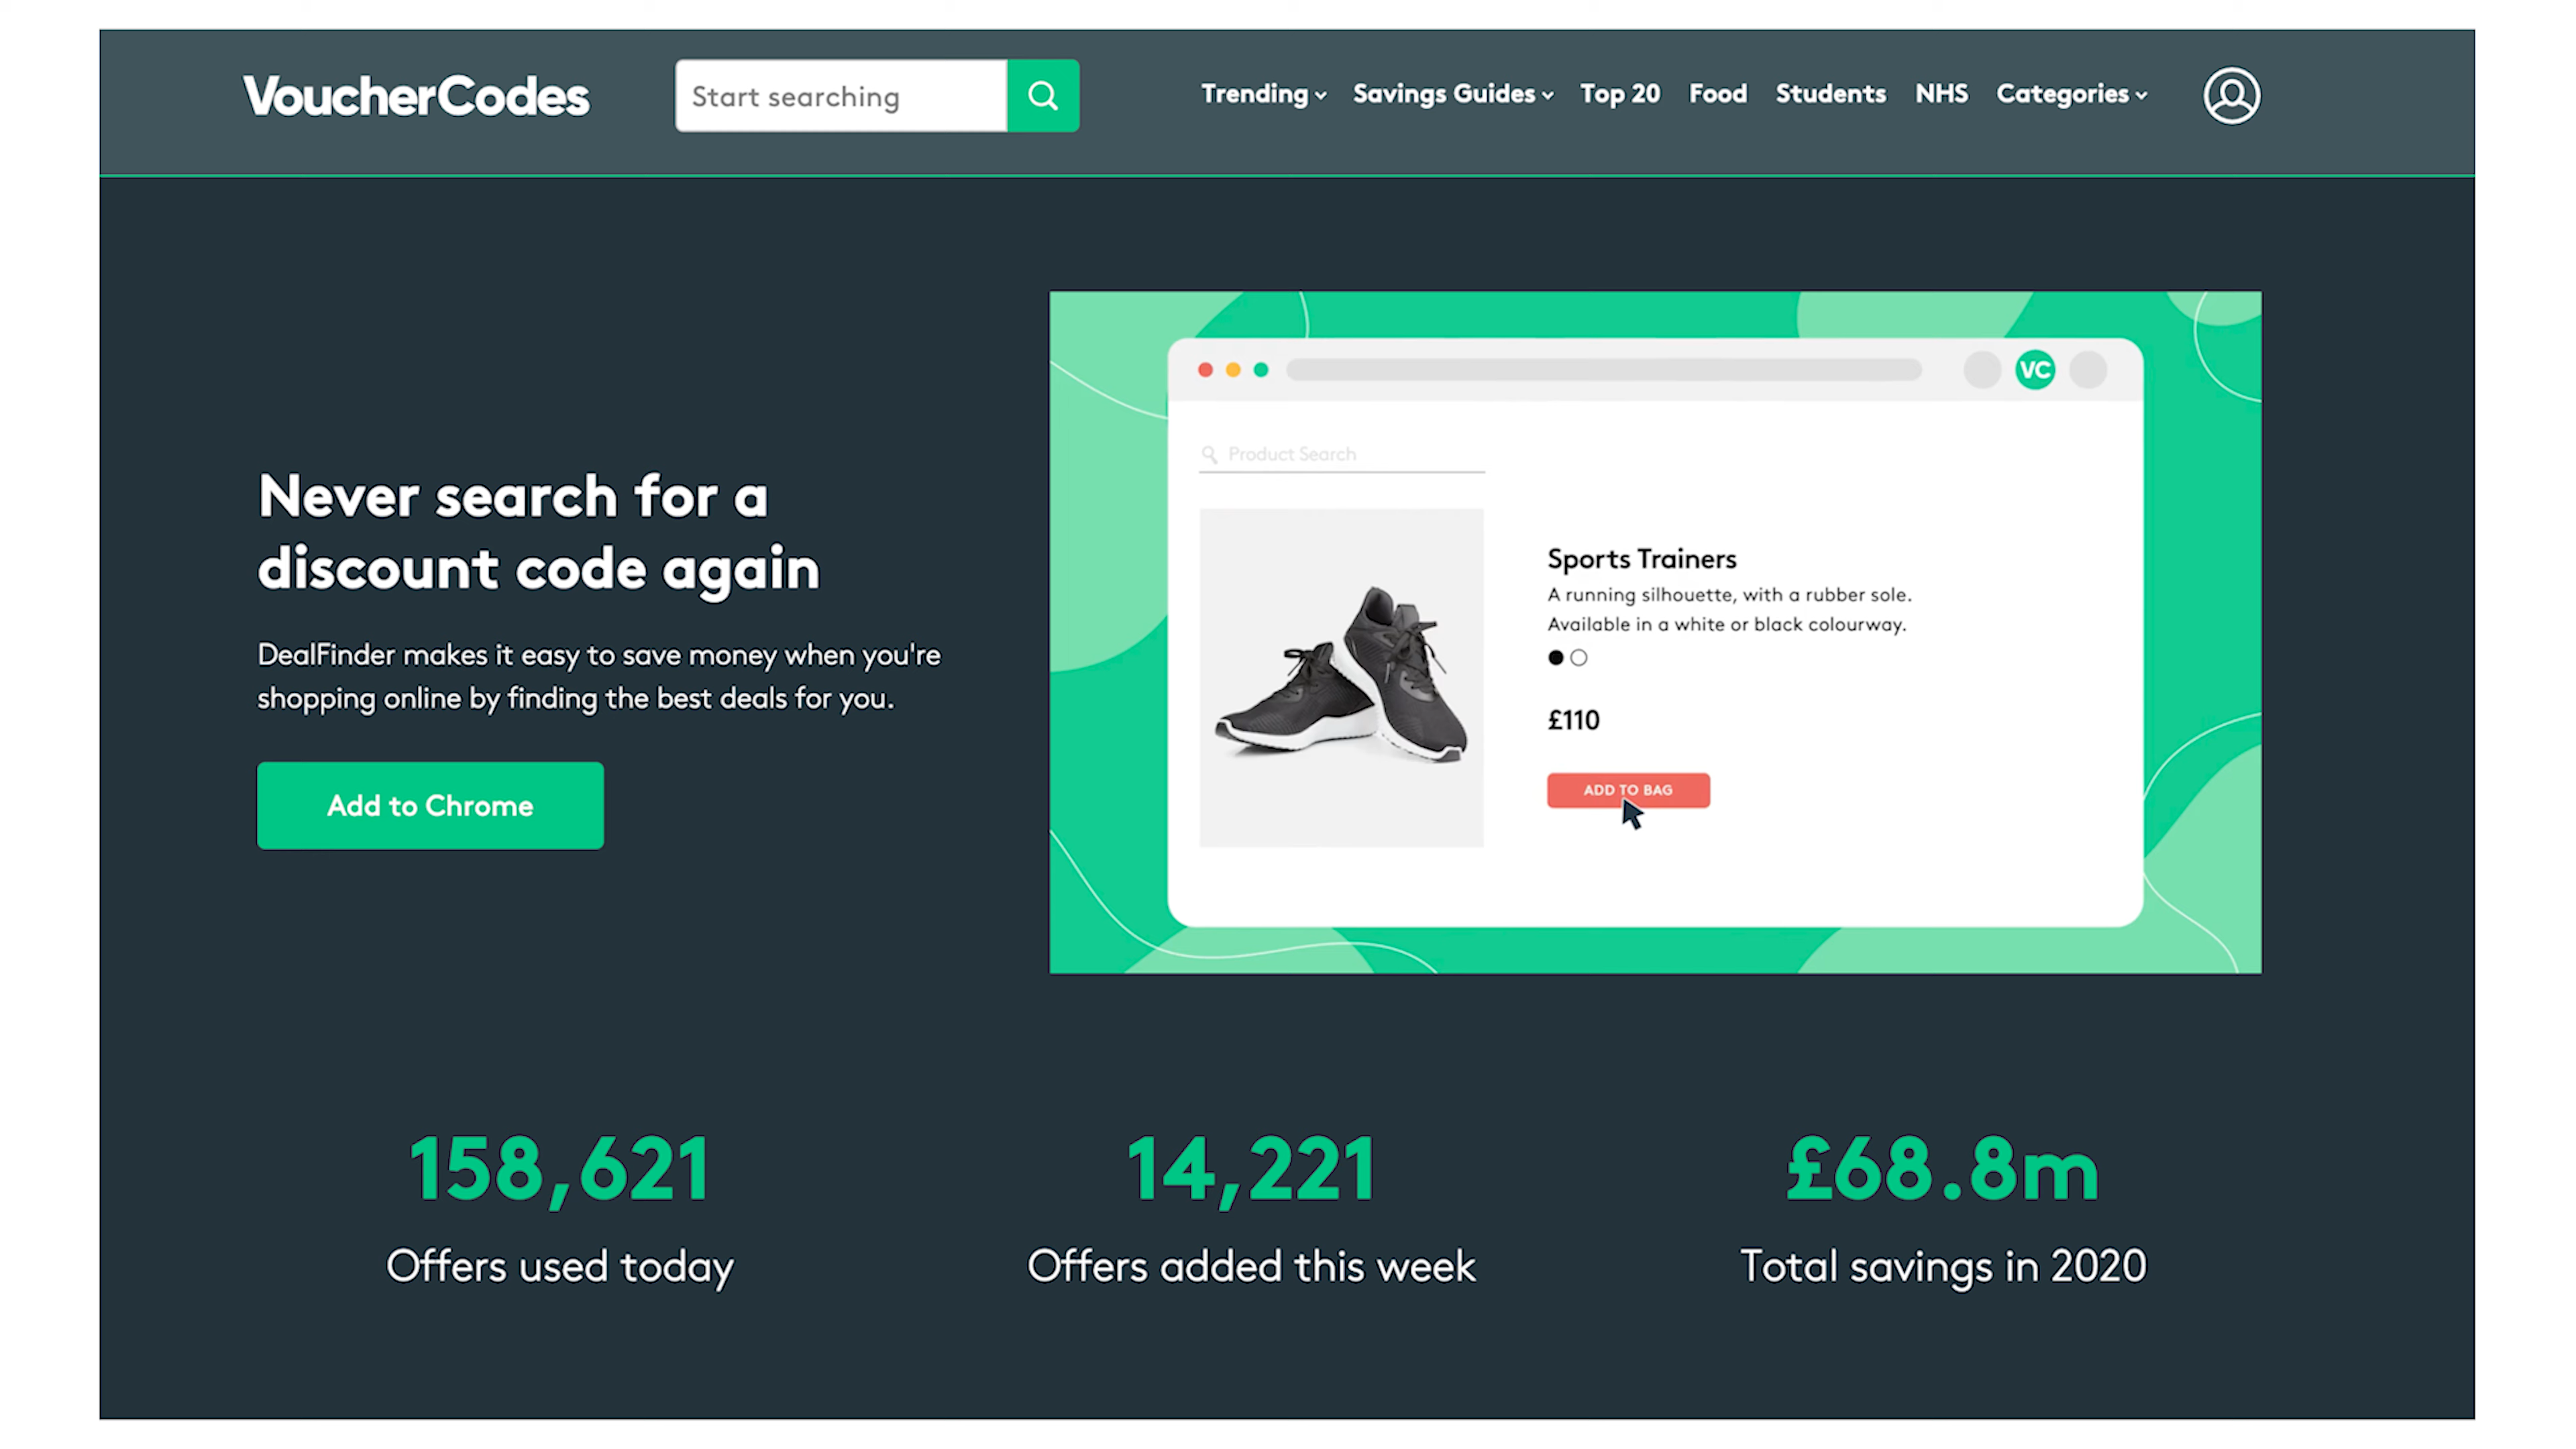 VoucherCodes
Start searching
Trending Savings Guides Top 20 Food Students NHS Categories
VC
Product Search
Never search for a
discount code again
DealFinder makes it easy to save money when you're
shopping online by finding the best deals for you.
Add to Chrome
Sports Trainers
A running silhouette, with a rubber sole.
Available in a white or black colourway.
£110
ADD TO BAG
158,621
Offers used today
14,221
Offers added this week
£68.8m
Total savings in 2020